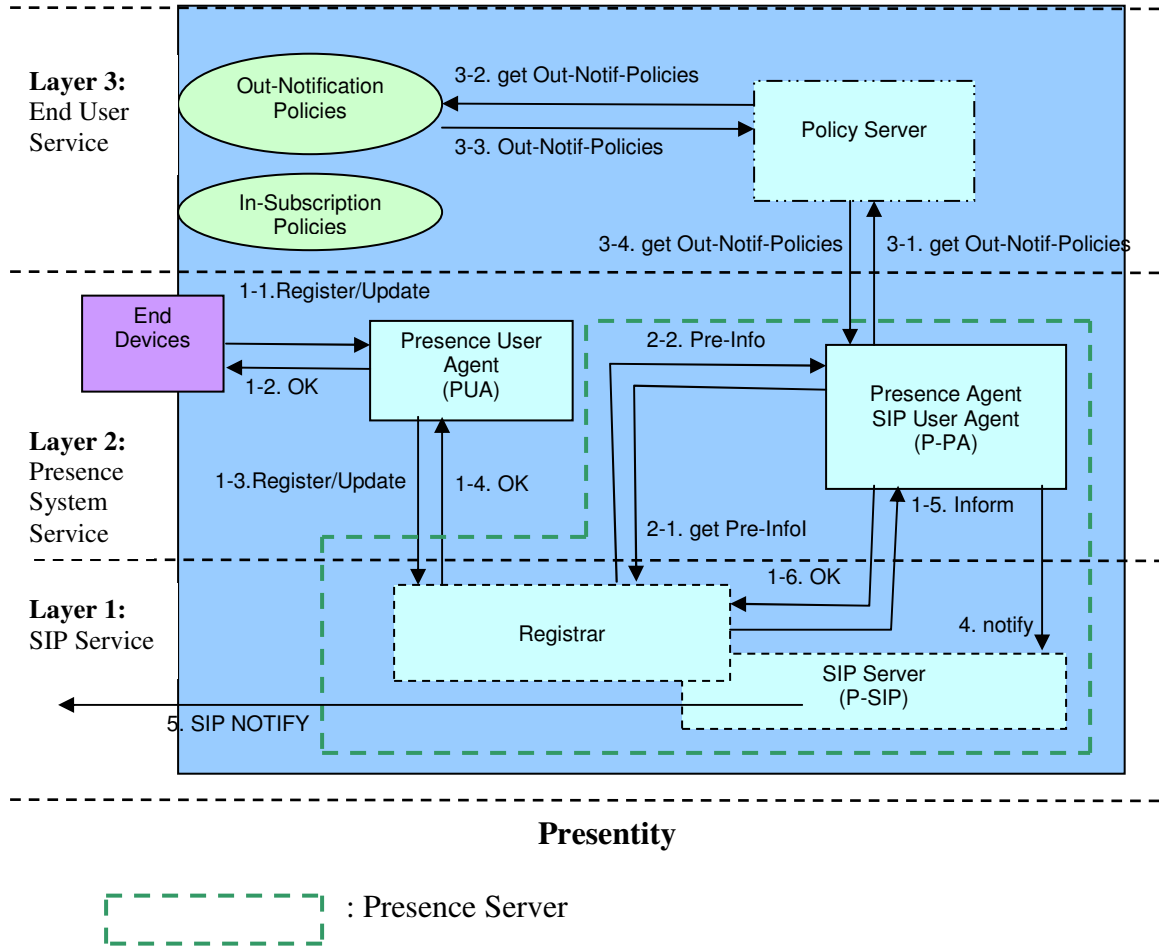 Layer 3:
End User
Service
Out-Notification
Policies
3-2. get Out-Notif-Policies
3-3. Out-Notif-Policies
Policy Server
In-Subscription
Policies
3-4. get Out-Notif-Policies
3-1. get Out-Notif-Policies
1-1.Register/Update
End
Devices
1-2. OK
Presence User
Agent
(PUA)
2-2. Pre-Info
Presence Agent
SIP User Agent
(P-PA)
Layer 2:
Presence
System
Service
1-3.Register/Update
1-4. OK
1-5. Inform
2-1. get Pre-InfoI
1-6. OK
Layer 1:
SIP Service
Registrar
4. notify
SIP Server
(P-SIP)
5. SIP NOTIFY
Presentity
: Presence Server